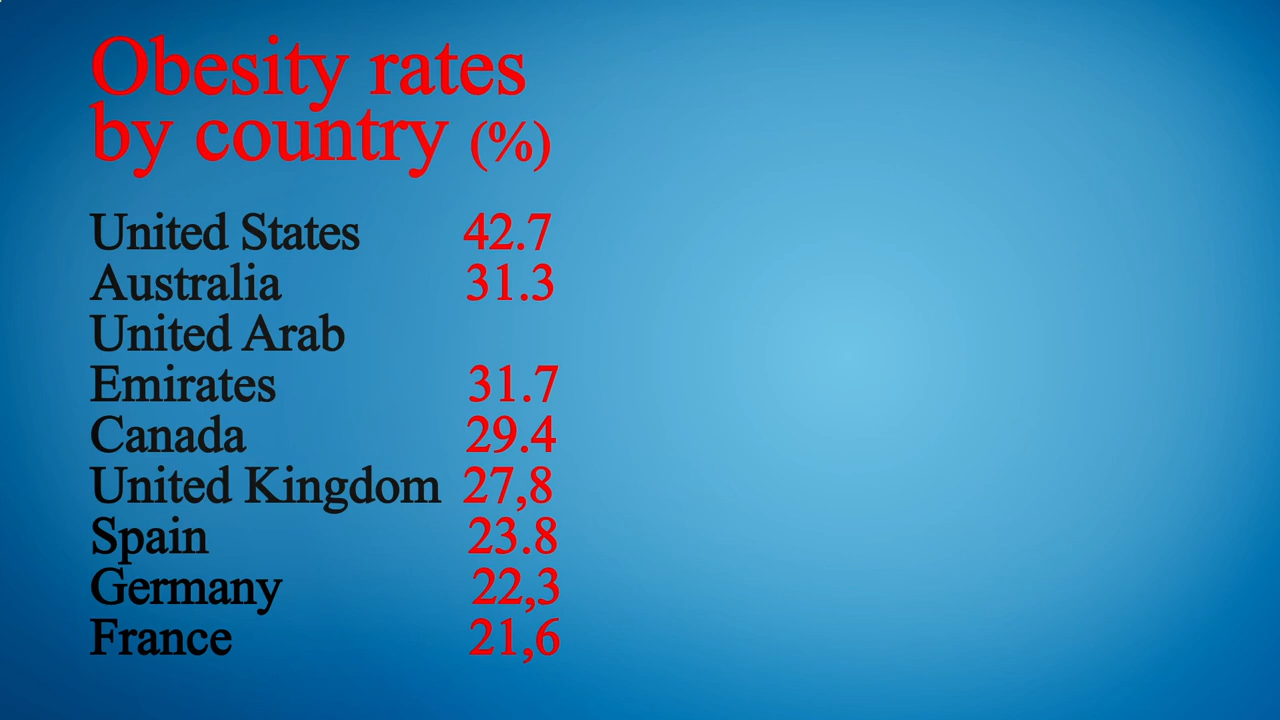 Obesity rates
by country (%)
United States 42.7
Australia 31.3
United Arab
Emirates 31.7
Canada 29.4
United Kingdom 27,8
Spain 23.8
Germany 22,3
France 21,6